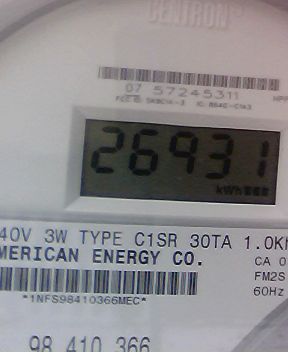 CENTRON
07 57245311
26931
kWh
40V 3W TYPE C1SR 30TA 1.0K
MERICAN ENERGY CO.
CA 0
FM2S
60Hz
*1NFS98410366MEC*
98 410 366